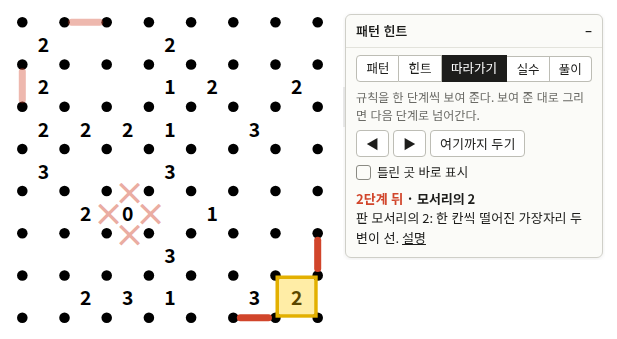 2 2
2 1 2 2
2 2 2 1 3
3 3
2 0 1
3
2 3 1 3 2
패턴 힌트 –
패턴 힌트 따라가기 실수 풀이
규칙을 한 단계씩 보여 준다. 보여 준 대로 그리
면 다음 단계로 넘어간다.
◀ ▶ 여기까지 두기
틀린 곳 바로 표시
2단계 뒤 · 모서리의 2
판 모서리의 2: 한 칸씩 떨어진 가장자리 두
변이 선. 설명